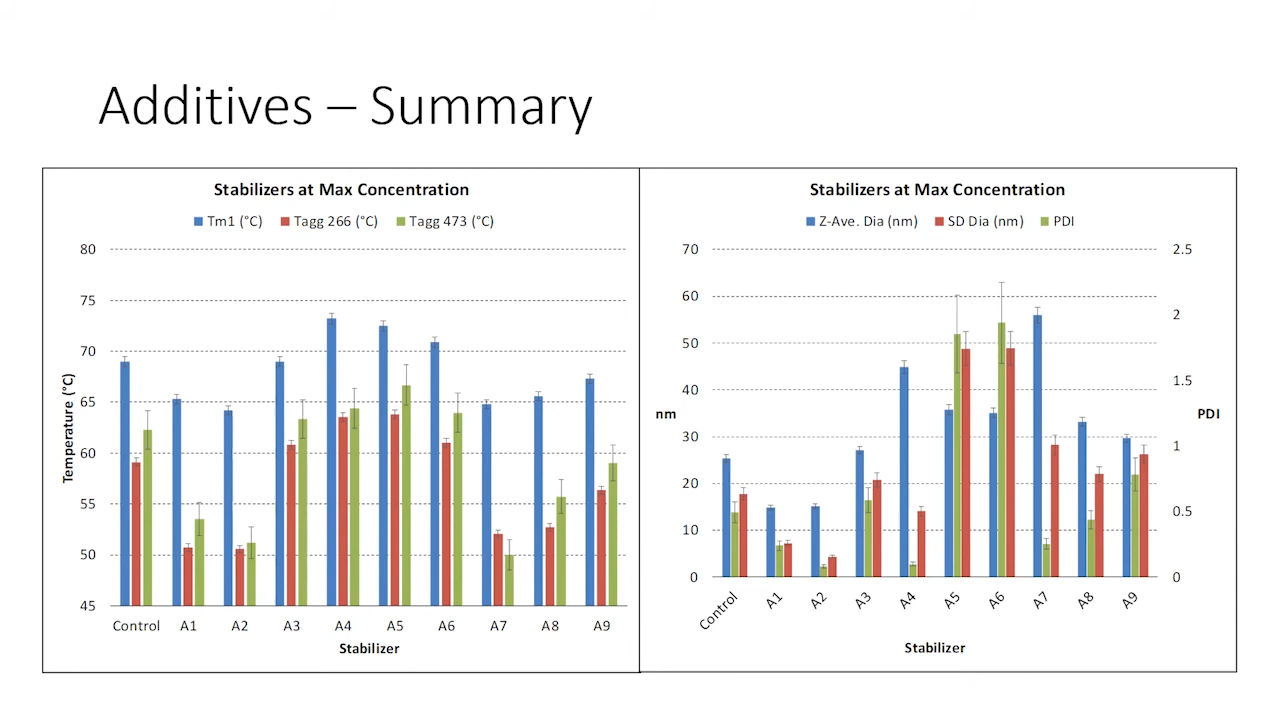 Additives – Summary
Stabilizers at Max Concentration
Tm1 (°C) Tagg 266 (°C) Tagg 473 (°C)
80
75
70
65
60
55
50
45
Temperature (°C)
Control A1 A2 A3 A4 A5 A6 A7 A8 A9
Stabilizer
Stabilizers at Max Concentration
Z-Ave. Dia (nm) SD Dia (nm) PDI
70
60
50
40
30
20
10
0
nm
2.5
2
1.5
1
0.5
0
PDI
Control A1 A2 A3 A4 A5 A6 A7 A8 A9
Stabilizer